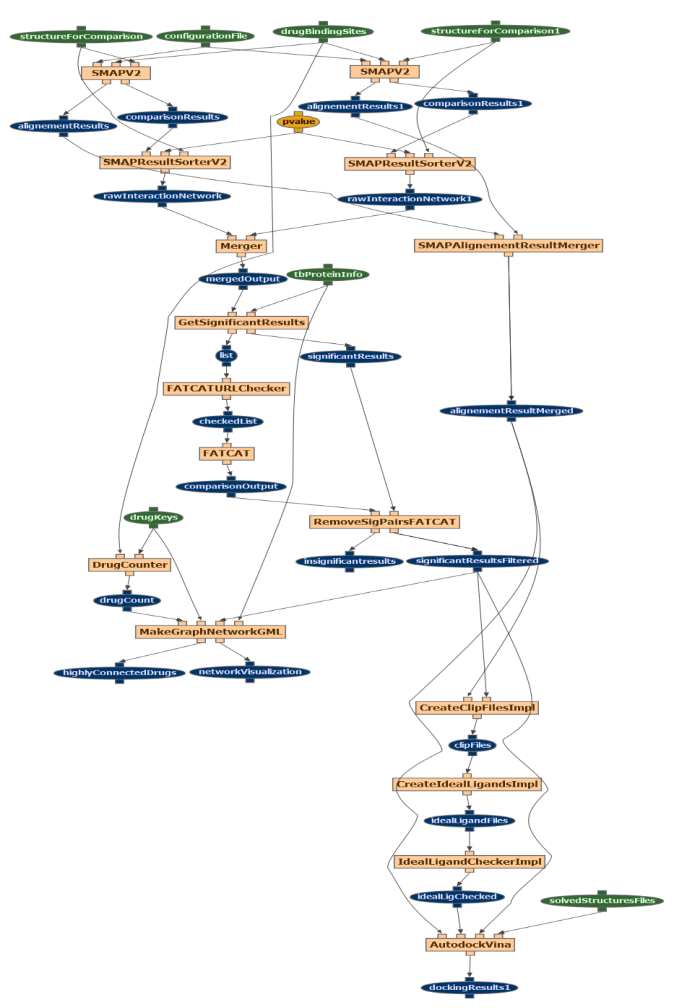 structureForComparison
configurationFile
drugBindingSites
structureForComparison1
SMAPV2
SMAPV2
alignementResults
comparisonResults
alignementResults1
comparisonResults1
pvalue
SMAPResultSorterV2
SMAPResultSorterV2
rawInteractionNetwork
rawInteractionNetwork1
Merger
SMAPAlignementResultMerger
mergedOutput
tbProteinInfo
GetSignificantResults
list
significantResults
FATCATURLChecker
alignementResultMerged
checkedList
FATCAT
comparisonOutput
drugKeys
RemoveSigPairsFATCAT
DrugCounter
insignificantresults
significantResultsFiltered
drugCount
MakeGraphNetworkGML
highlyConnectedDrugs
networkVisualization
CreateClipFilesImpl
clipFiles
CreateIdealLigandsImpl
idealLigandFiles
IdealLigandCheckerImpl
idealLigChecked
solvedStructuresFiles
AutodockVina
dockingResults1